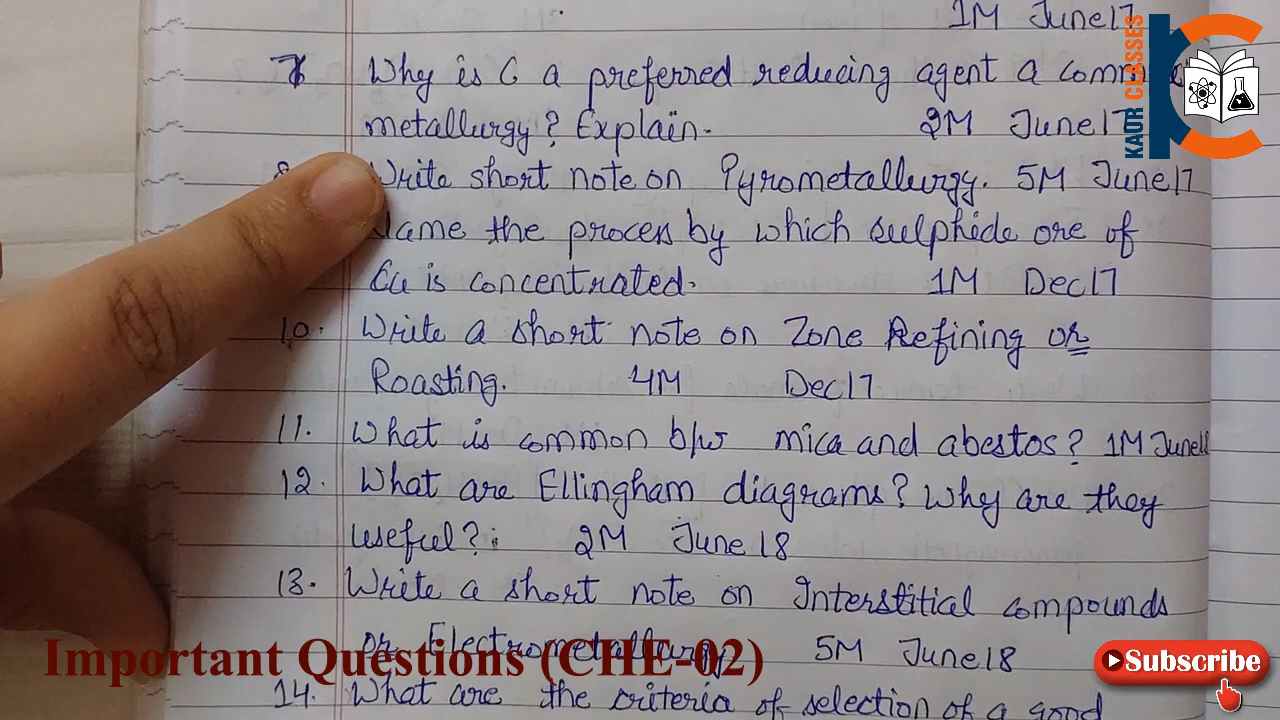 1M June17
7 Why is C a preferred reducing agent a
metallurgy? Explain. 2M June17
Write short note on Pyrometallurgy. 5M June17
Name the process by which sulphide ore of
Cu is concentrated. 1M Dec17
10. Write a short note on Zone Refining or
Roasting. 4M Dec17
11. What is common b/w mica and abestos? 1M June18
12. What are Ellingham diagrams? Why are they
useful? 2M June18
13. Write a short note on Interstitial compounds
or Electrometallurgy 5M June18
14. What are the criteria of selection of a good
KAUR CLASSES
KC
Important Questions (CHE-02)
Subscribe